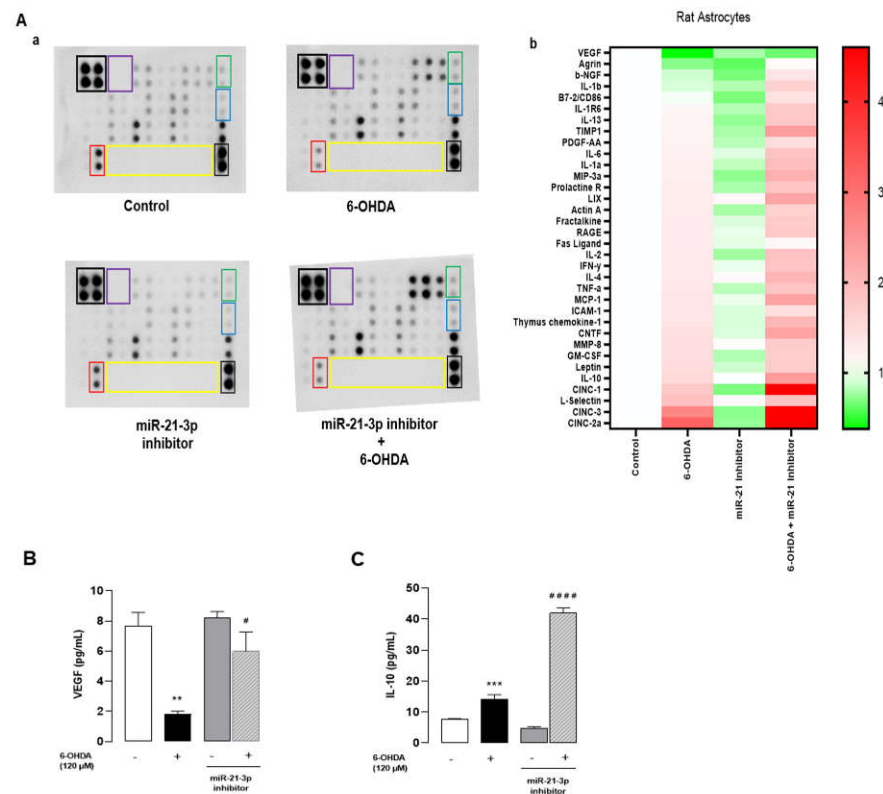 A
a
Control
6-OHDA
miR-21-3p
inhibitor
miR-21-3p inhibitor
+
6-OHDA
Rat Astrocytes
b
VEGF
Agrin
b-NGF
IL-1b
B7-2/CD86
IL-1R6
iL-13
TIMP1
PDGF-AA
IL-6
IL-1a
MIP-3a
Prolactine R
LIX
Actin A
Fractalkine
RAGE
Fas Ligand
IL-2
IFN-y
IL-4
TNF-a
MCP-1
ICAM-1
Thymus chemokine-1
CNTF
MMP-8
GM-CSF
Leptin
IL-10
CINC-1
L-Selectin
CINC-3
CINC-2a
Control
6-OHDA
miR-21 Inhibitor
6-OHDA + miR-21 Inhibitor
4
3
2
1
B
VEGF (pg/mL)
10
8
6
4
2
0
**
#
6-OHDA
(120 µM)
- + - +
miR-21-3p
inhibitor
C
IL-10 (pg/mL)
50
40
30
20
10
0
***
####
6-OHDA
(120 µM)
- + - +
miR-21-3p
inhibitor